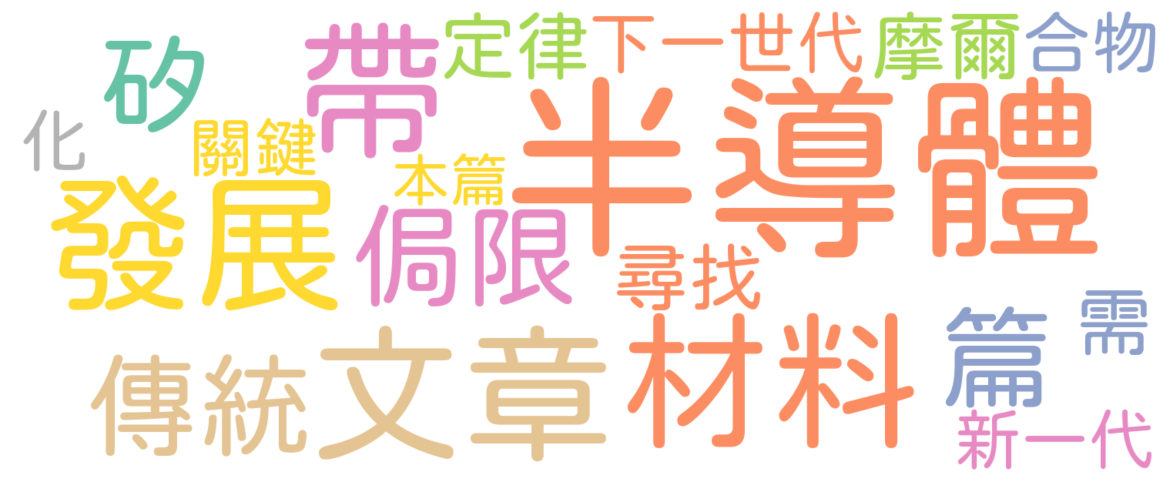 定律
下一世代
摩爾
合物
矽
帶
化
關鍵
本篇
半導體
發展
侷限
尋找
材料
篇
需
傳統
文章
新一代